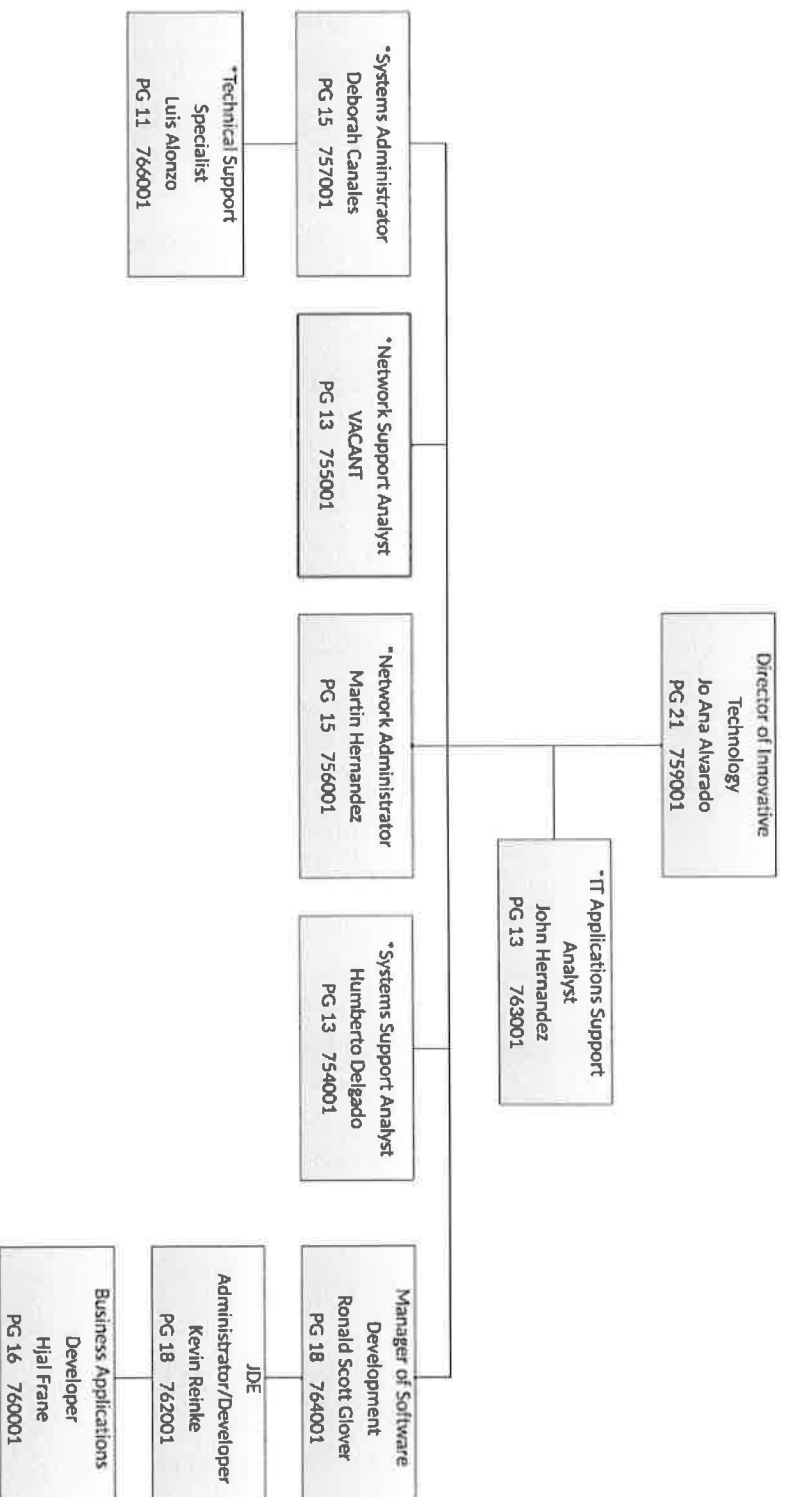 Director of Innovative
Technology
Jo Ana Alvarado
PG 21 759001
*IT Applications Support
Analyst
John Hernandez
PG 13 763001
*Systems Administrator
Deborah Canales
PG 15 757001
*Network Support Analyst
VACANT
PG 13 755001
*Network Administrator
Martin Hernandez
PG 15 756001
*Systems Support Analyst
Humberto Delgado
PG 13 754001
Manager of Software
Development
Ronald Scott Glover
PG 18 764001
*Technical Support
Specialist
Luis Alonzo
PG 11 766001
JDE
Administrator/Developer
Kevin Reinke
PG 18 762001
Business Applications
Developer
Hjal Frane
PG 16 760001